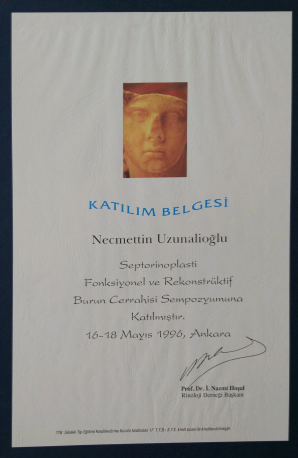 KATILIM BELGESİ
Necmettin Uzunalioğlu
Septorinoplasti
Fonksiyonel ve Rekonstrüktif
Burun Cerrahisi Sempozyumuna
Katılmıştır.
16-18 Mayıs 1996, Ankara
Prof. Dr. İ. Nazmi Hoşal
Rinoloji Derneği Başkanı